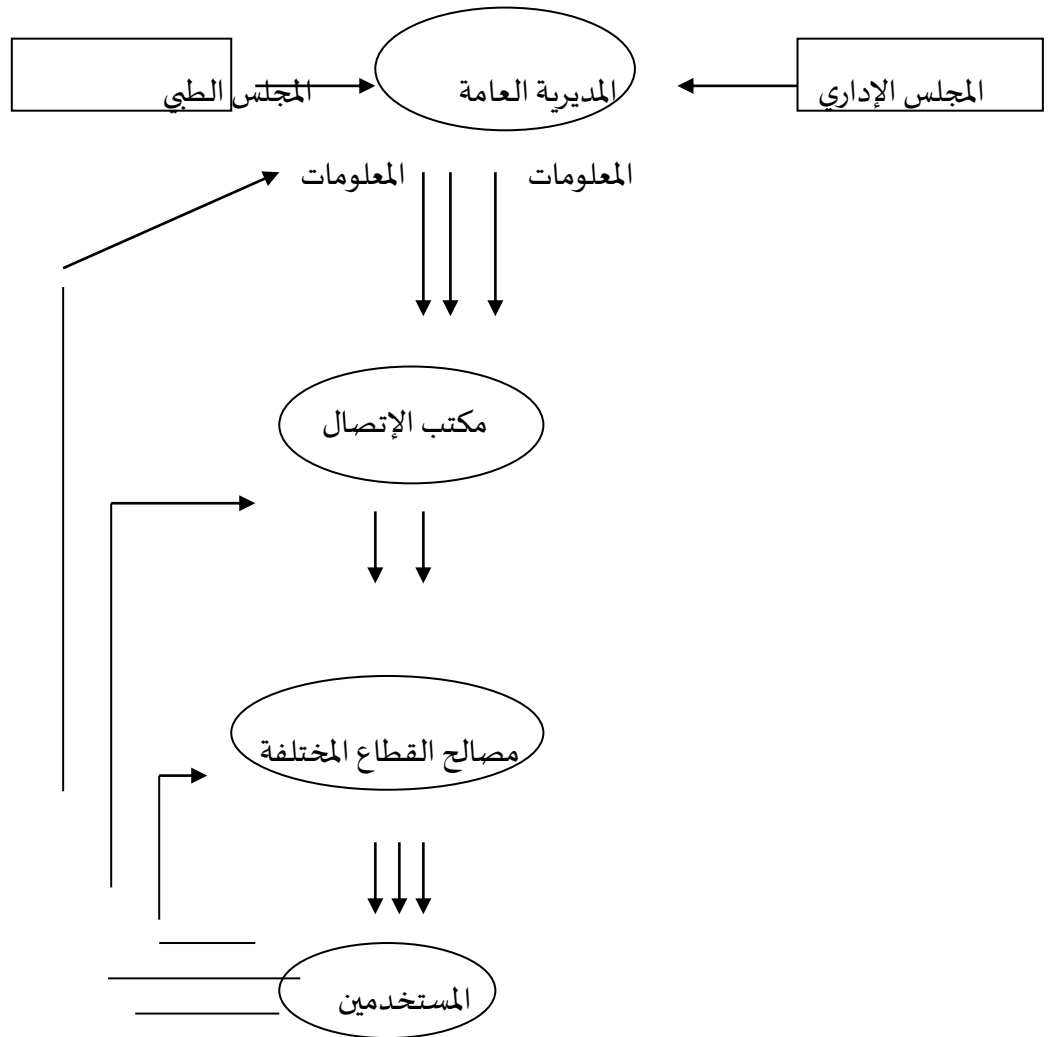 المجلس الإداري
المديرية العامة
المجلس الطبي
المعلومات
المعلومات
مكتب الإتصال
مصالح القطاع المختلفة
المستخدمين